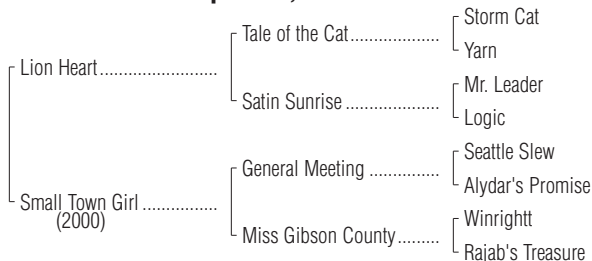 Storm Cat
Tale of the Cat
Yarn
Lion Heart
Mr. Leader
Satin Sunrise
Logic
Seattle Slew
General Meeting
Alydar's Promise
Small Town Girl
(2000)
Winrightt
Miss Gibson County
Rajab's Treasure